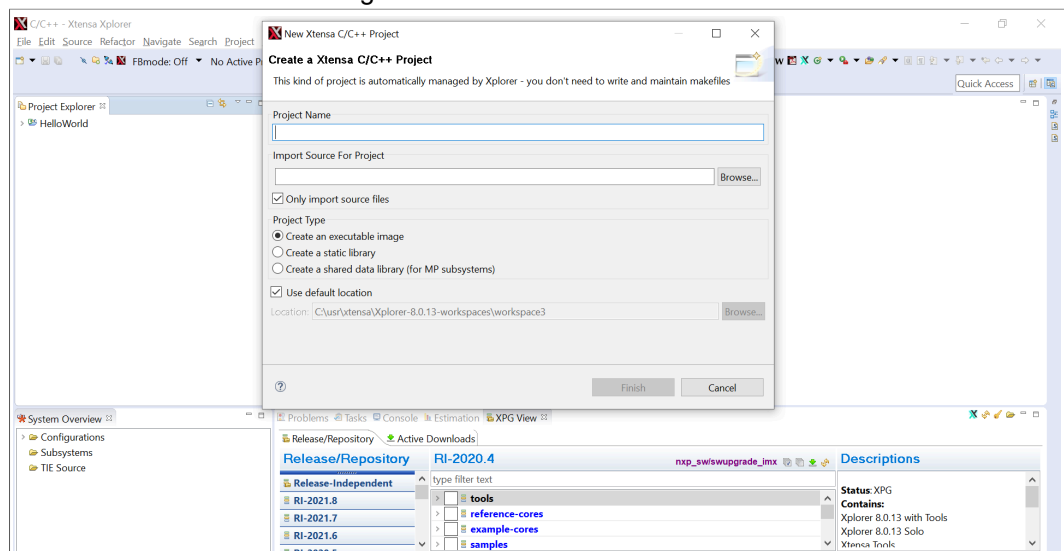 C/C++ - Xtensa Xplorer
File Edit Source Refactor Navigate Search Project
FBmode: Off No Active P
Quick Access
Project Explorer
HelloWorld
New Xtensa C/C++ Project
Create a Xtensa C/C++ Project
This kind of project is automatically managed by Xplorer - you don't need to write and maintain makefiles
Project Name
Import Source For Project
Browse...
Only import source files
Project Type
Create an executable image
Create a static library
Create a shared data library (for MP subsystems)
Use default location
Location: C:\usr\xtensa\Xplorer-8.0.13-workspaces\workspace3 Browse...
Finish Cancel
System Overview
Configurations
Subsystems
TIE Source
Problems Tasks Console Estimation XPG View
Release/Repository Active Downloads
Release/Repository RI-2020.4 nxp_sw/swupgrade_imx Descriptions
Release-Independent
RI-2021.8
RI-2021.7
RI-2021.6
type filter text
tools
reference-cores
example-cores
samples
Status: XPG
Contains:
Xplorer 8.0.13 with Tools
Xplorer 8.0.13 Solo
Xtensa Tools